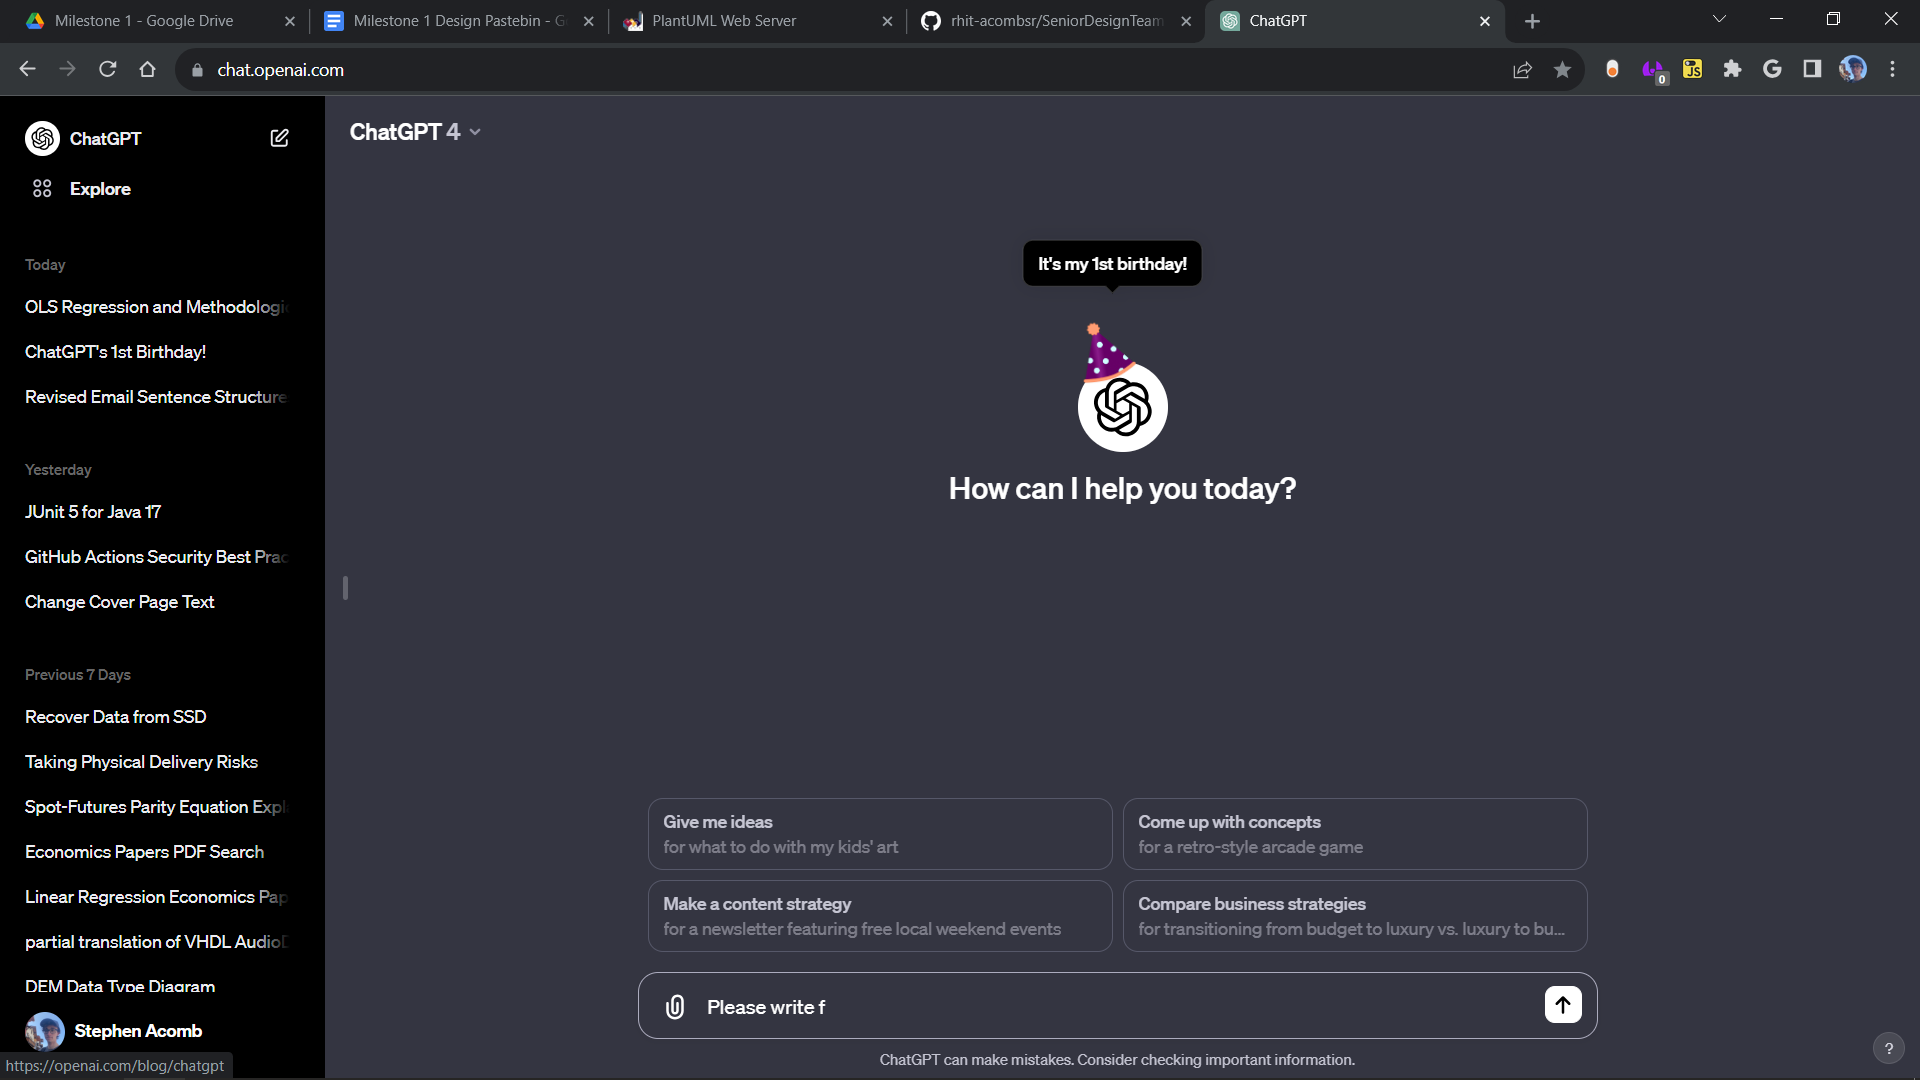 Milestone 1 - Google Drive
Milestone 1 Design Pastebin - G
PlantUML Web Server
rhit-acombsr/SeniorDesignTeam
ChatGPT
chat.openai.com
0
JS
ChatGPT
Explore
Today
OLS Regression and Methodologi
ChatGPT's 1st Birthday!
Revised Email Sentence Structure
Yesterday
JUnit 5 for Java 17
GitHub Actions Security Best Prac
Change Cover Page Text
Previous 7 Days
Recover Data from SSD
Taking Physical Delivery Risks
Spot-Futures Parity Equation Expl
Economics Papers PDF Search
Linear Regression Economics Pap
partial translation of VHDL AudioD
DEM Data Type Diagram
Stephen Acomb
https://openai.com/blog/chatgpt
ChatGPT 4
It's my 1st birthday!
How can I help you today?
Give me ideas
for what to do with my kids' art
Come up with concepts
for a retro-style arcade game
Make a content strategy
for a newsletter featuring free local weekend events
Compare business strategies
for transitioning from budget to luxury vs. luxury to bu...
Please write f
ChatGPT can make mistakes. Consider checking important information.
?